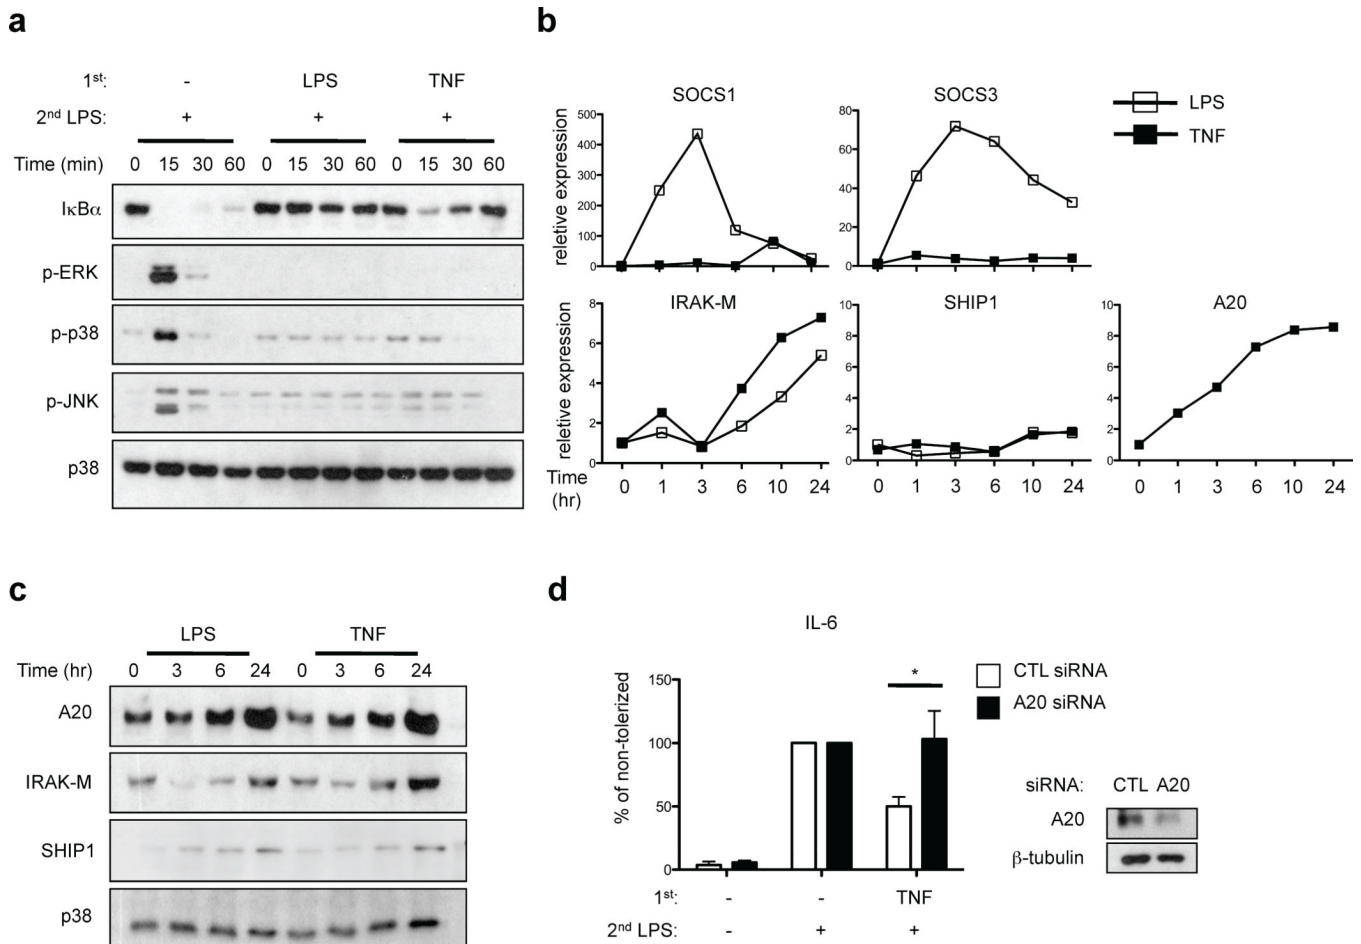 a
1st: - LPS TNF
2nd LPS: + + +
Time (min) 0 15 30 60 0 15 30 60 0 15 30 60
IκBα
p-ERK
p-p38
p-JNK
p38
b
LPS
TNF
SOCS1
reletive expression
500
400
300
200
100
0
SOCS3
80
60
40
20
0
IRAK-M
reletive expression
8
6
4
2
0
Time (hr) 0 1 3 6 10 24
SHIP1
10
8
6
4
2
0
0 1 3 6 10 24
A20
10
8
6
4
2
0
0 1 3 6 10 24
c
LPS TNF
Time (hr) 0 3 6 24 0 3 6 24
A20
IRAK-M
SHIP1
p38
d
IL-6
CTL siRNA
A20 siRNA
*
% of non-tolerized
150
100
50
0
1st: - - TNF
2nd LPS: - + +
siRNA: CTL A20
A20
β-tubulin